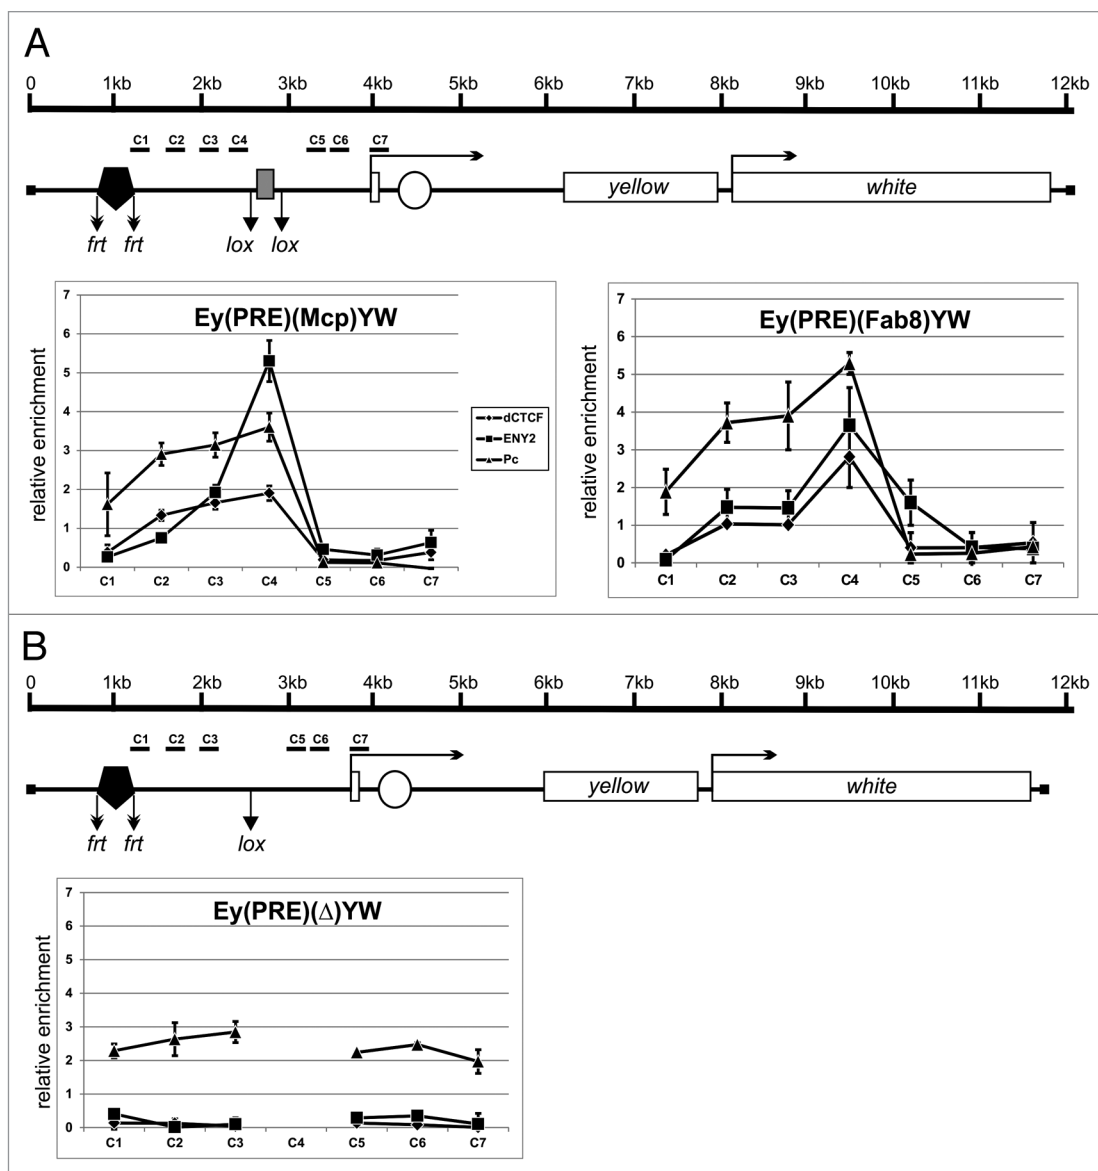 A
0 1kb 2kb 3kb 4kb 5kb 6kb 7kb 8kb 9kb 10kb 11kb 12kb
C1 C2 C3 C4 C5 C6 C7
yellow white
frt frt lox lox
Ey(PRE)(Mcp)YW
relative enrichment
7
6
5
4
3
2
1
0
C1 C2 C3 C4 C5 C6 C7
dCTCF
ENY2
Pc
Ey(PRE)(Fab8)YW
relative enrichment
7
6
5
4
3
2
1
0
C1 C2 C3 C4 C5 C6 C7
B
0 1kb 2kb 3kb 4kb 5kb 6kb 7kb 8kb 9kb 10kb 11kb 12kb
C1 C2 C3 C5 C6 C7
yellow white
frt frt lox
Ey(PRE)(Δ)YW
relative enrichment
7
6
5
4
3
2
1
0
C1 C2 C3 C4 C5 C6 C7